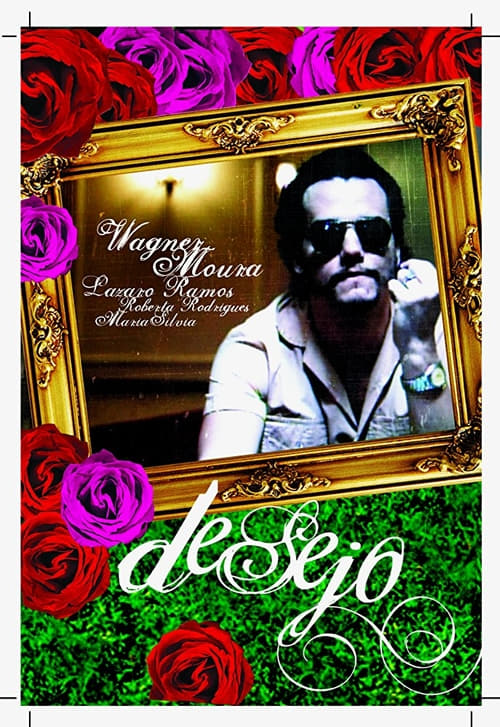 Wagner
Moura
Lazaro Ramos
Roberta Rodrigues
Maria Silvia
desejo